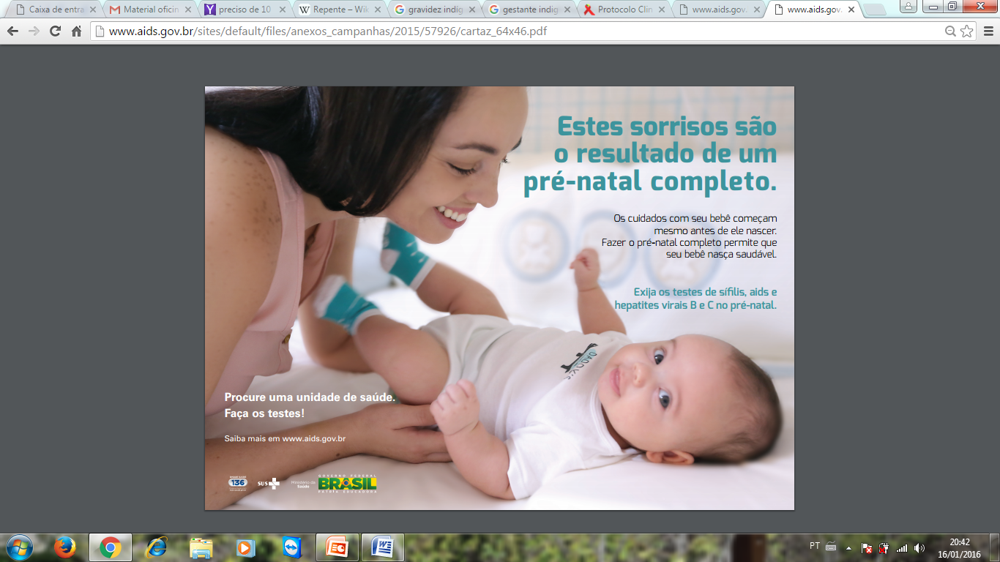 Caixa de entra
Material oficin
preciso de 10
Repente – Wik
gravidez indig
gestante indig
Protocolo Clin
www.aids.gov.
www.aids.gov.
www.aids.gov.br/sites/default/files/anexos_campanhas/2015/57926/cartaz_64x46.pdf
Estes sorrisos são
o resultado de um
pré-natal completo.
Os cuidados com seu bebê começam
mesmo antes de ele nascer.
Fazer o pré-natal completo permite que
seu bebê nasça saudável.
Exija os testes de sífilis, aids e
hepatites virais B e C no pré-natal.
Procure uma unidade de saúde.
Faça os testes!
Saiba mais em www.aids.gov.br
136
SUS
Ministério da
Saúde
GOVERNO FEDERAL
BRASIL
PÁTRIA EDUCADORA
PT
20:42
16/01/2016